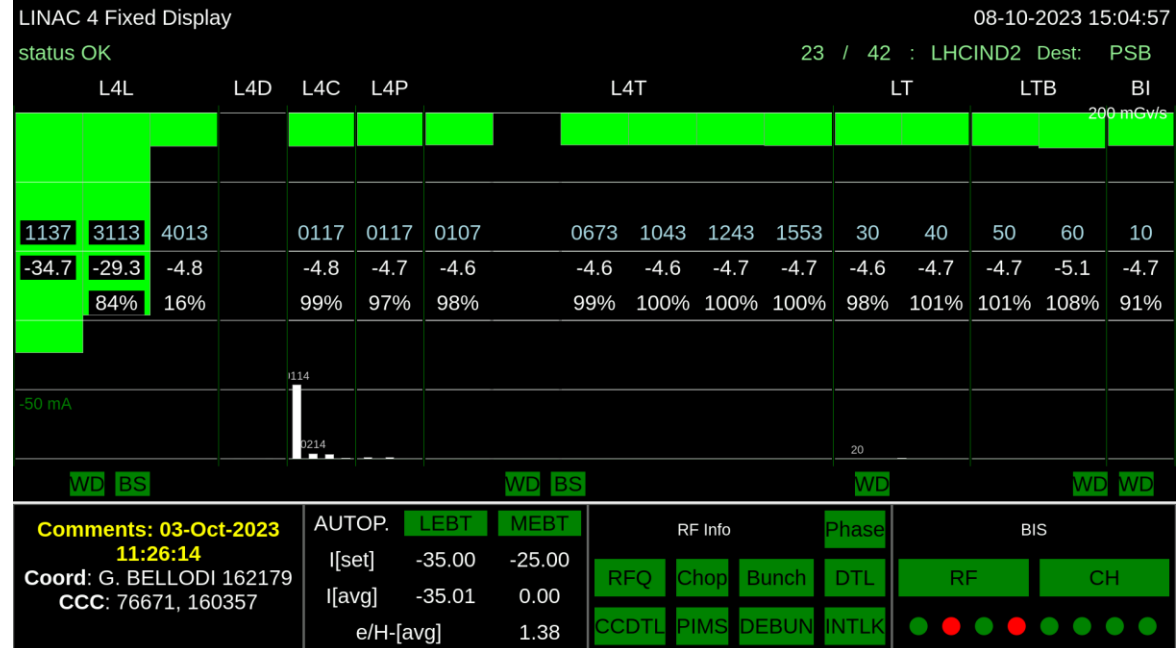 LINAC 4 Fixed Display 08-10-2023 15:04:57
status OK 23 / 42 : LHCIND2 Dest: PSB
L4L L4D L4C L4P L4T LT LTB BI
200 mGv/s
1137 3113 4013 0117 0117 0107 0673 1043 1243 1553 30 40 50 60 10
-34.7 -29.3 -4.8 -4.8 -4.7 -4.6 -4.6 -4.6 -4.7 -4.7 -4.6 -4.7 -4.7 -5.1 -4.7
84% 16% 99% 97% 98% 99% 100% 100% 100% 98% 101% 101% 108% 91%
-50 mA
0114
0214
20
WD BS WD BS WD WD WD
Comments: 03-Oct-2023
11:26:14
Coord: G. BELLODI 162179
CCC: 76671, 160357
AUTOP. LEBT MEBT
I[set] -35.00 -25.00
I[avg] -35.01 0.00
e/H-[avg] 1.38
RF Info Phase
RFQ Chop Bunch DTL
CCDTL PIMS DEBUN INTLK
BIS
RF CH